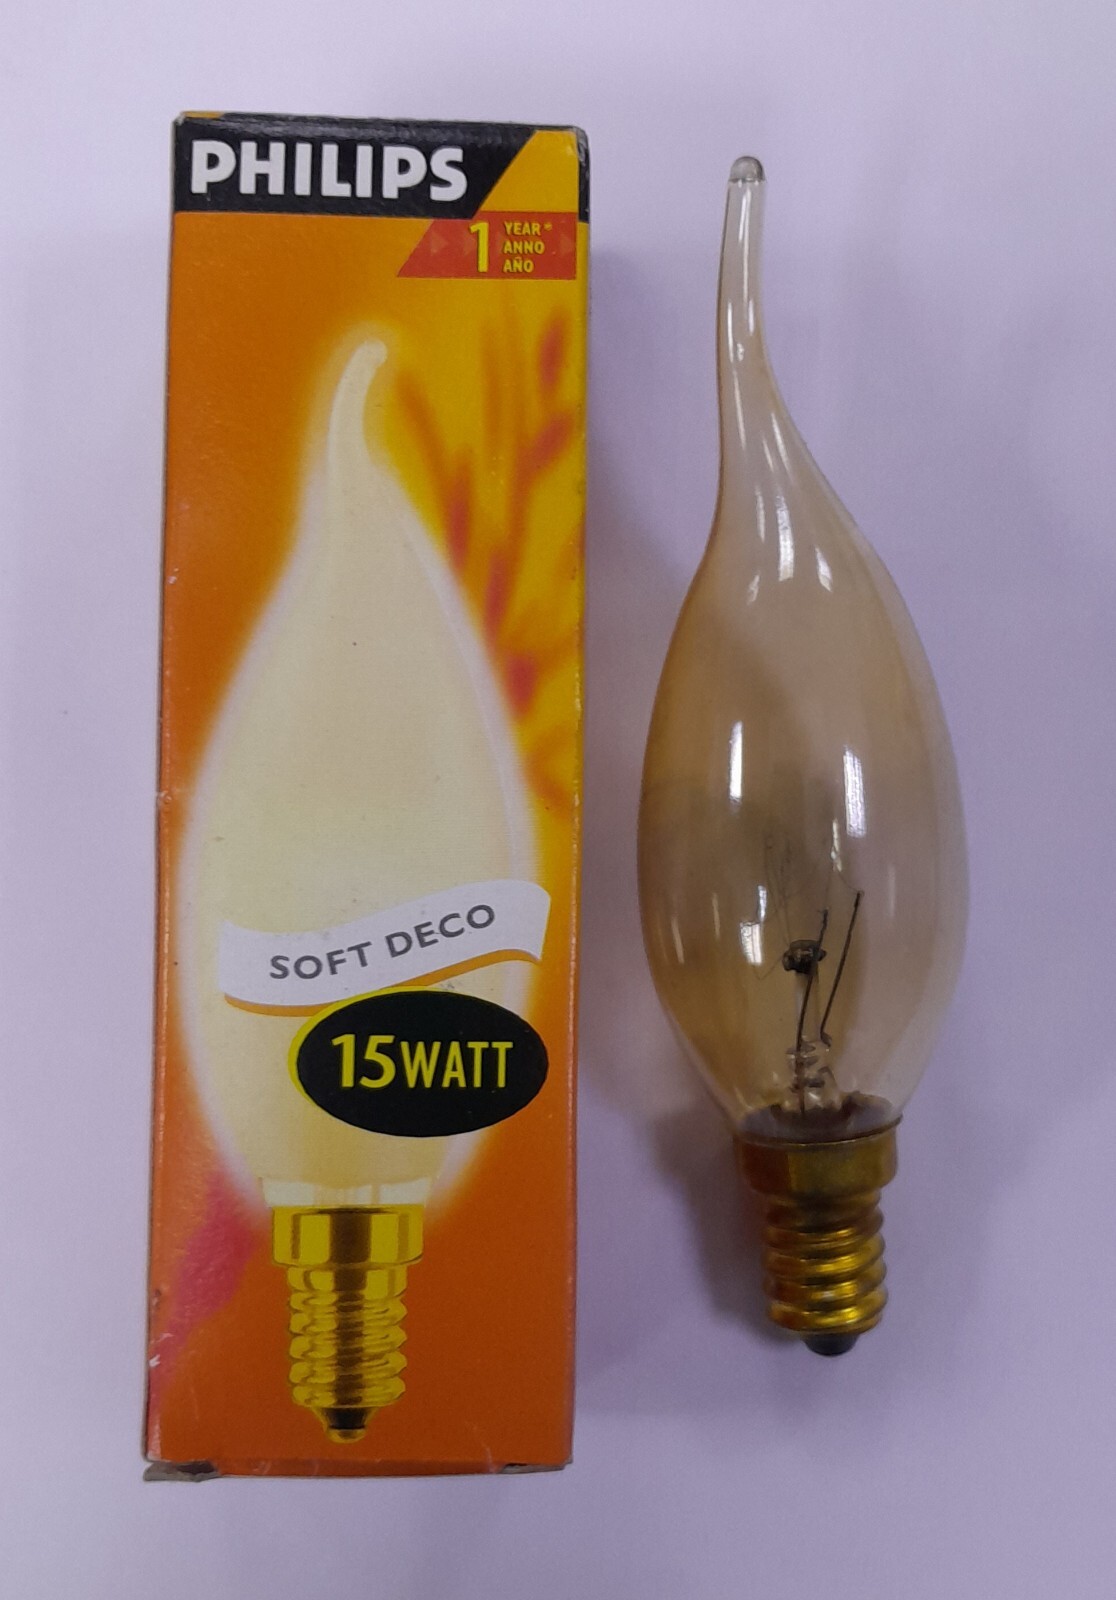 PHILIPS
1 YEAR*
ANNO
AÑO
SOFT DECO
15WATT